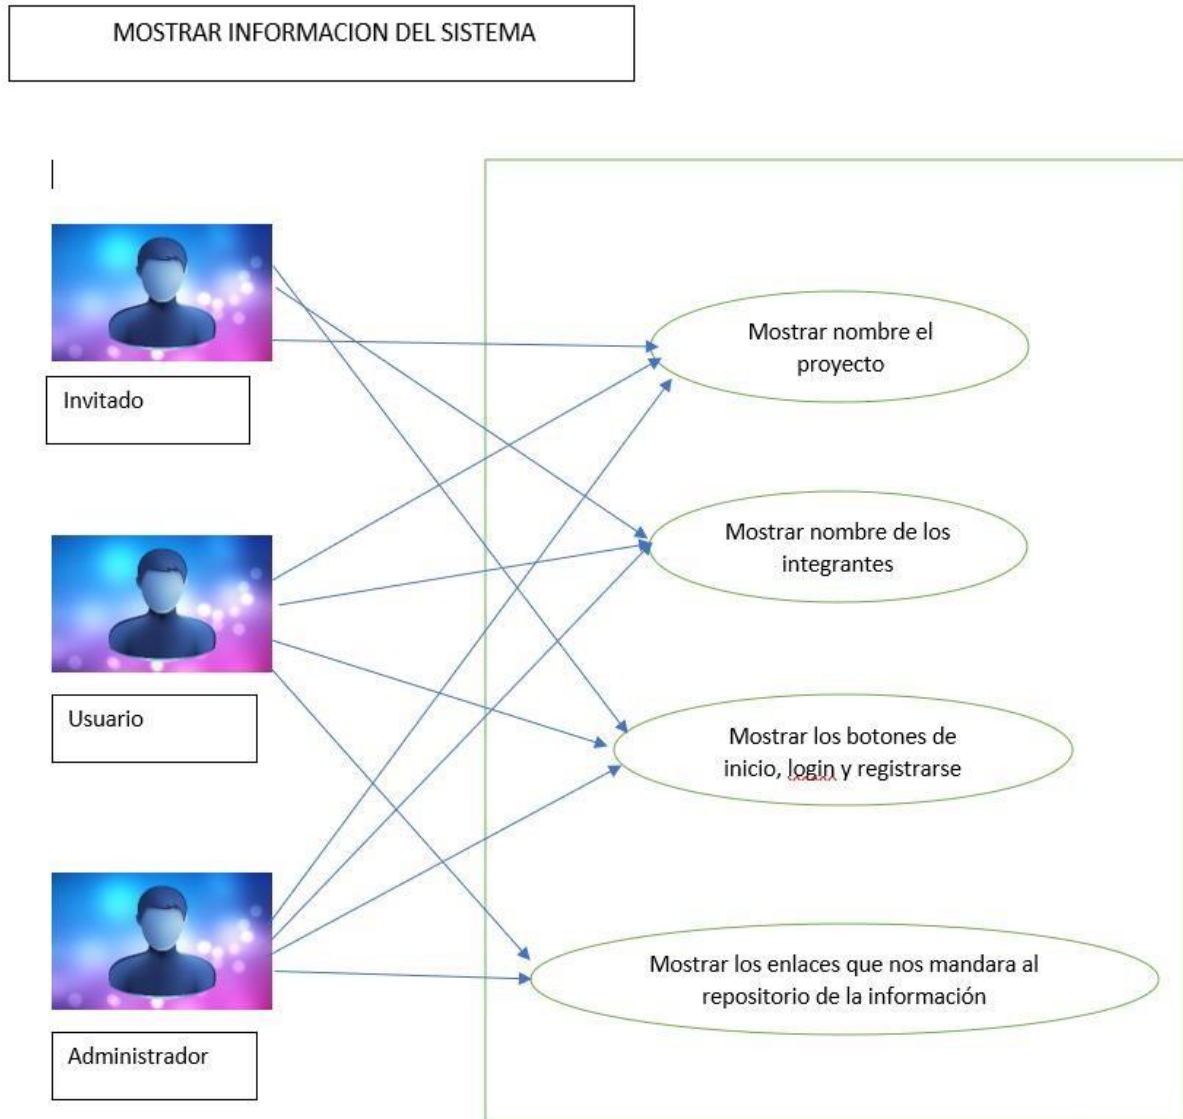 MOSTRAR INFORMACION DEL SISTEMA
Invitado
Usuario
Administrador
Mostrar nombre el
proyecto
Mostrar nombre de los
integrantes
Mostrar los botones de
inicio, login y registrarse
Mostrar los enlaces que nos mandara al
repositorio de la información